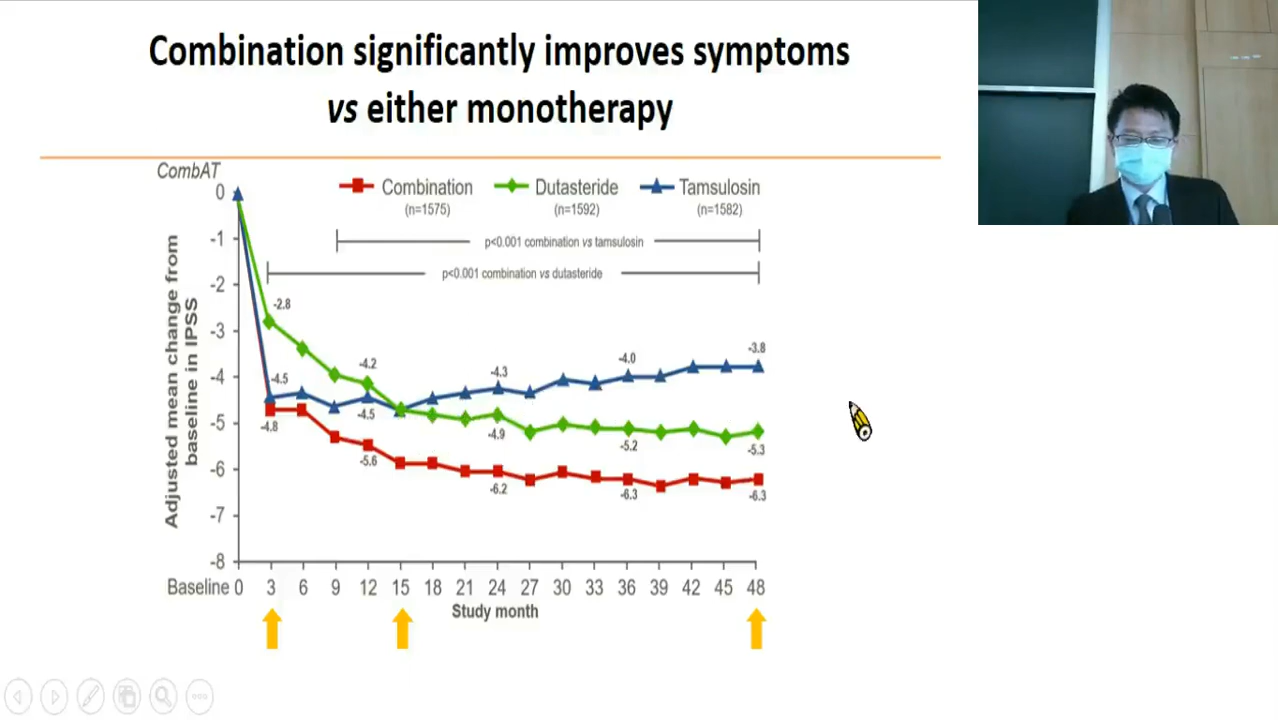 Combination significantly improves symptoms
vs either monotherapy
CombAT
Combination
(n=1575)
Dutasteride
(n=1592)
Tamsulosin
(n=1582)
p<0.001 combination vs tamsulosin
p<0.001 combination vs dutasteride
Adjusted mean change from
baseline in IPSS
0
-1
-2
-3
-4
-5
-6
-7
-8
-2.8
-4.2
-4.9
-5.2
-5.3
-4.5
-4.5
-4.3
-4.0
-3.8
-4.8
-5.6
-6.2
-6.3
-6.3
Baseline 0 3 6 9 12 15 18 21 24 27 30 33 36 39 42 45 48
Study month